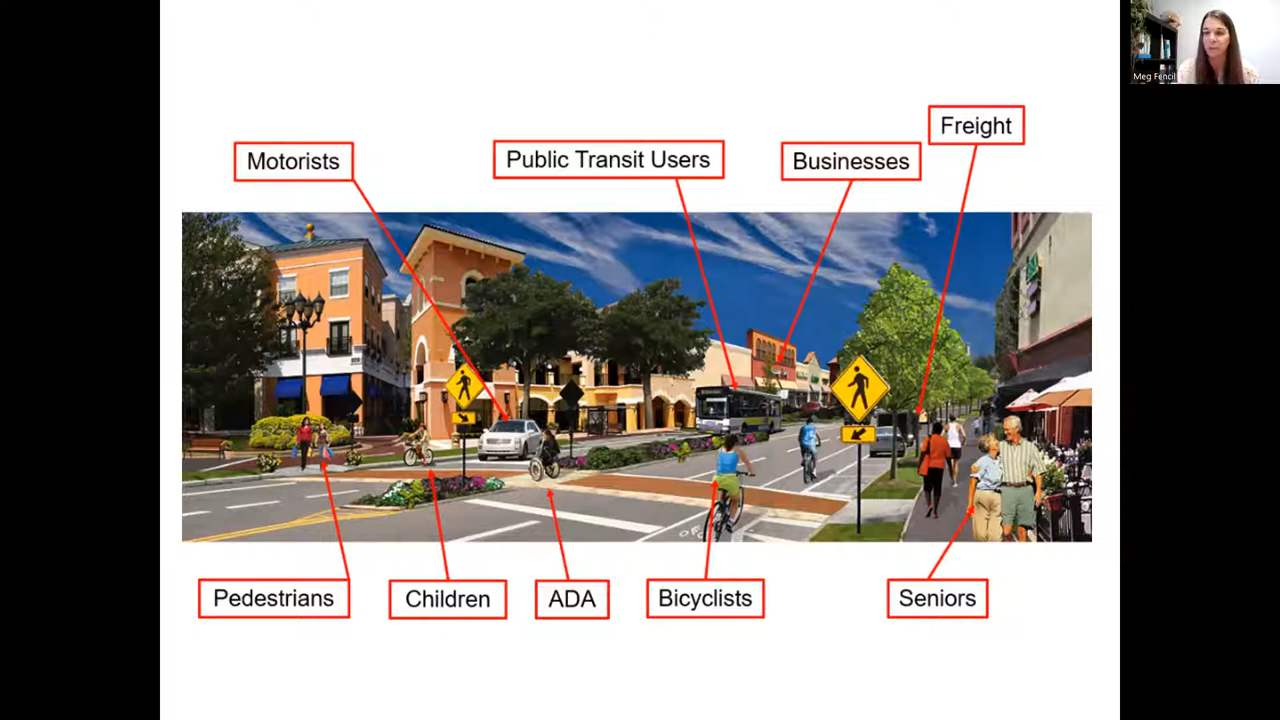 Meg Fencil
Freight
Motorists
Public Transit Users
Businesses
Pedestrians
Children
ADA
Bicyclists
Seniors